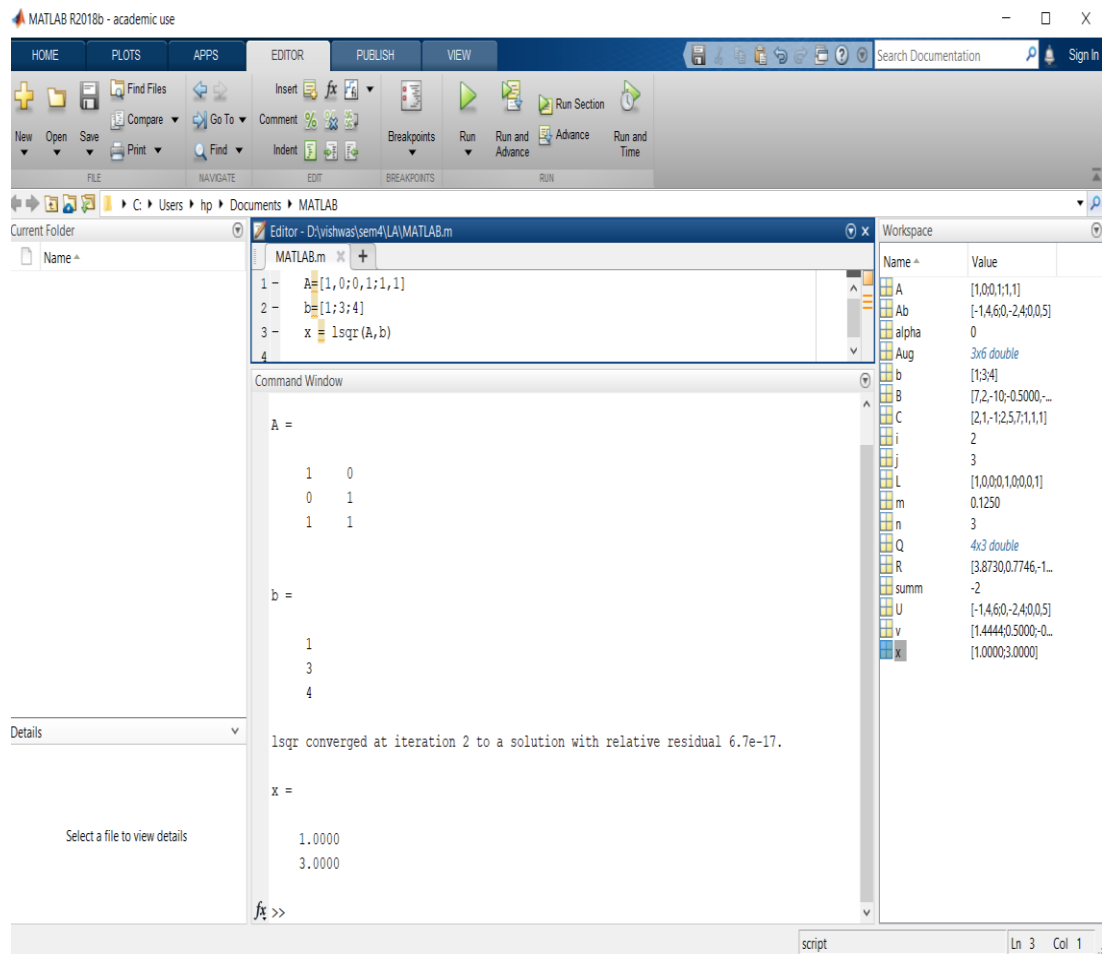 MATLAB R2018b - academic use
HOME PLOTS APPS EDITOR PUBLISH VIEW Search Documentation Sign In
New Open Save Find Files Compare Print
FILE
Go To Find
NAVIGATE
Insert fx
Comment %
Indent
EDIT
Breakpoints
BREAKPOINTS
Run Run and Advance Run Section Advance Run and Time
RUN
C: Users hp Documents MATLAB
Current Folder
Name
Details
Select a file to view details
Editor - D:\vishwas\sem4\LA\MATLAB.m
MATLAB.m +
1 - A=[1,0;0,1;1,1]
2 - b=[1;3;4]
3 - x = lsqr(A,b)
4
Command Window
A =
1 0
0 1
1 1
b =
1
3
4
lsqr converged at iteration 2 to a solution with relative residual 6.7e-17.
x =
1.0000
3.0000
fx >>
Workspace
Name Value
A [1,0;0,1;1,1]
Ab [-1,4,6;0,-2,4;0,0,5]
alpha 0
Aug 3x6 double
b [1;3;4]
B [7,2,-10;-0.5000,-...
C [2,1,-1;2,5,7;1,1,1]
i 2
j 3
L [1,0,0;0,1,0;0,0,1]
m 0.1250
n 3
Q 4x3 double
R [3.8730,0.7746,-1...
summ -2
U [-1,4,6;0,-2,4;0,0,5]
v [1.4444;0.5000;-0...
x [1.0000;3.0000]
script Ln 3 Col 1